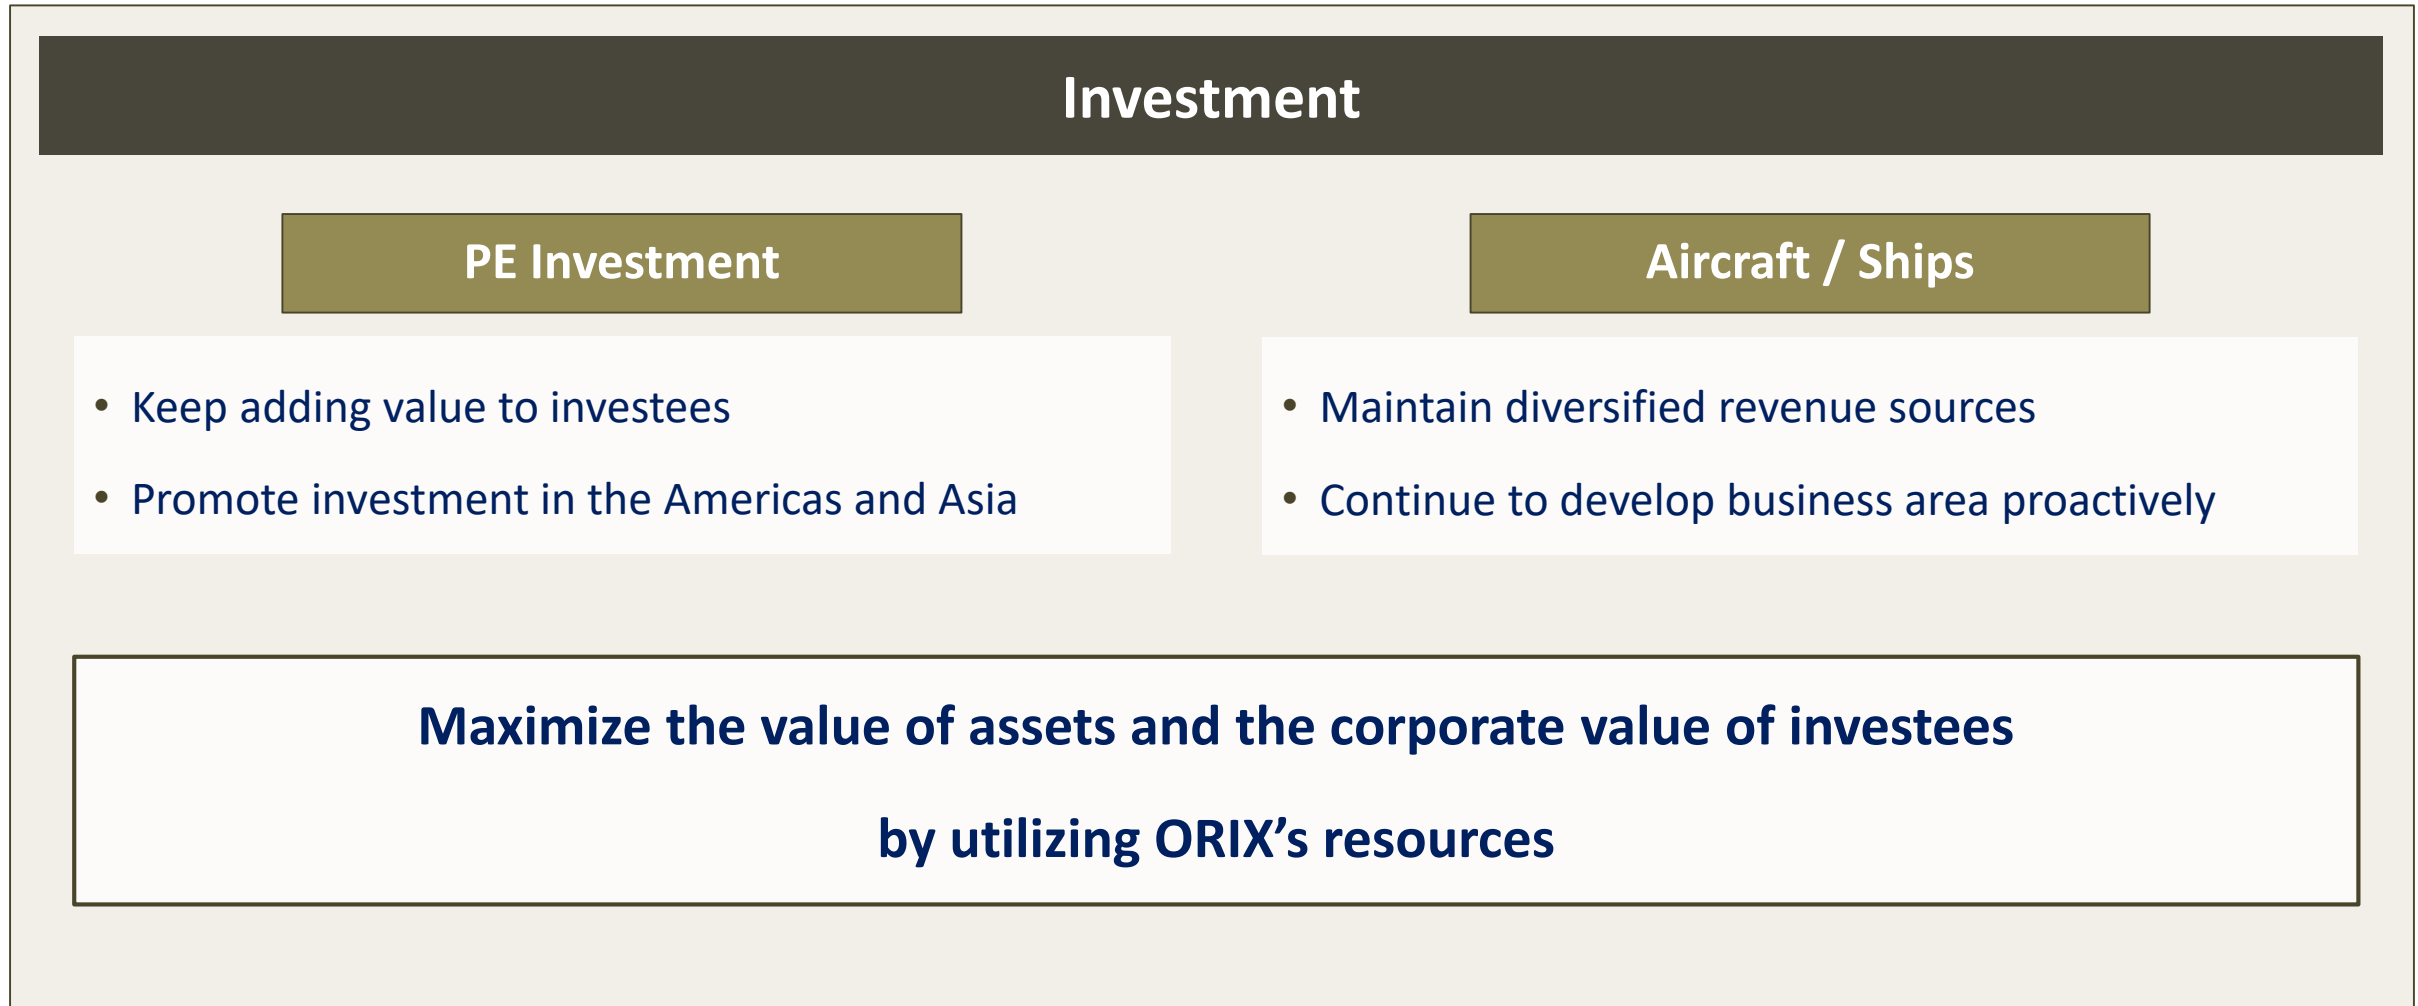 Investment
PE Investment
• Keep adding value to investees
• Promote investment in the Americas and Asia
Aircraft / Ships
• Maintain diversified revenue sources
• Continue to develop business area proactively
Maximize the value of assets and the corporate value of investees
by utilizing ORIX’s resources